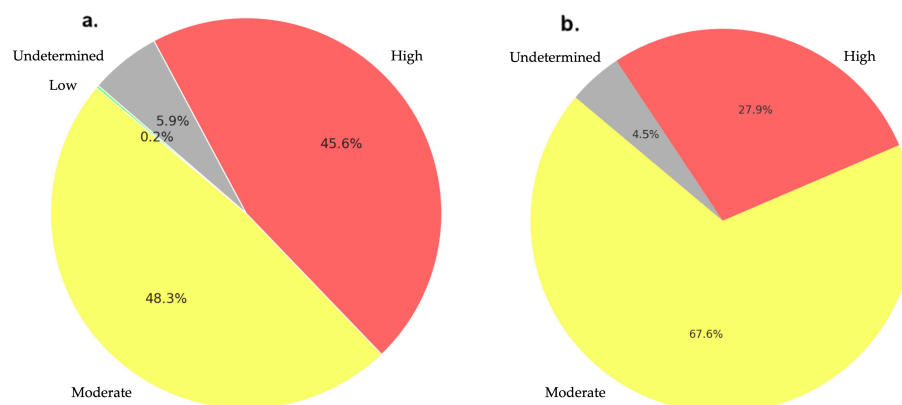 a.
Undetermined
High
Low
5.9%
0.2%
45.6%
48.3%
Moderate
b.
Undetermined
High
27.9%
4.5%
67.6%
Moderate